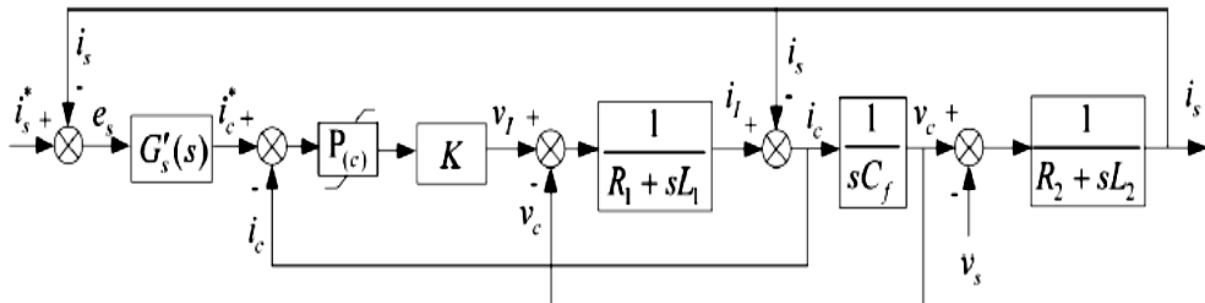 i_s
-
i_s^* +
e_s
G'_s(s)
i_c^* +
-
i_c
P_(c)
K
v_I +
-
v_c
1
R_1 + sL_1
i_I +
i_s
-
i_c
1
sC_f
v_c +
-
v_s
1
R_2 + sL_2
i_s